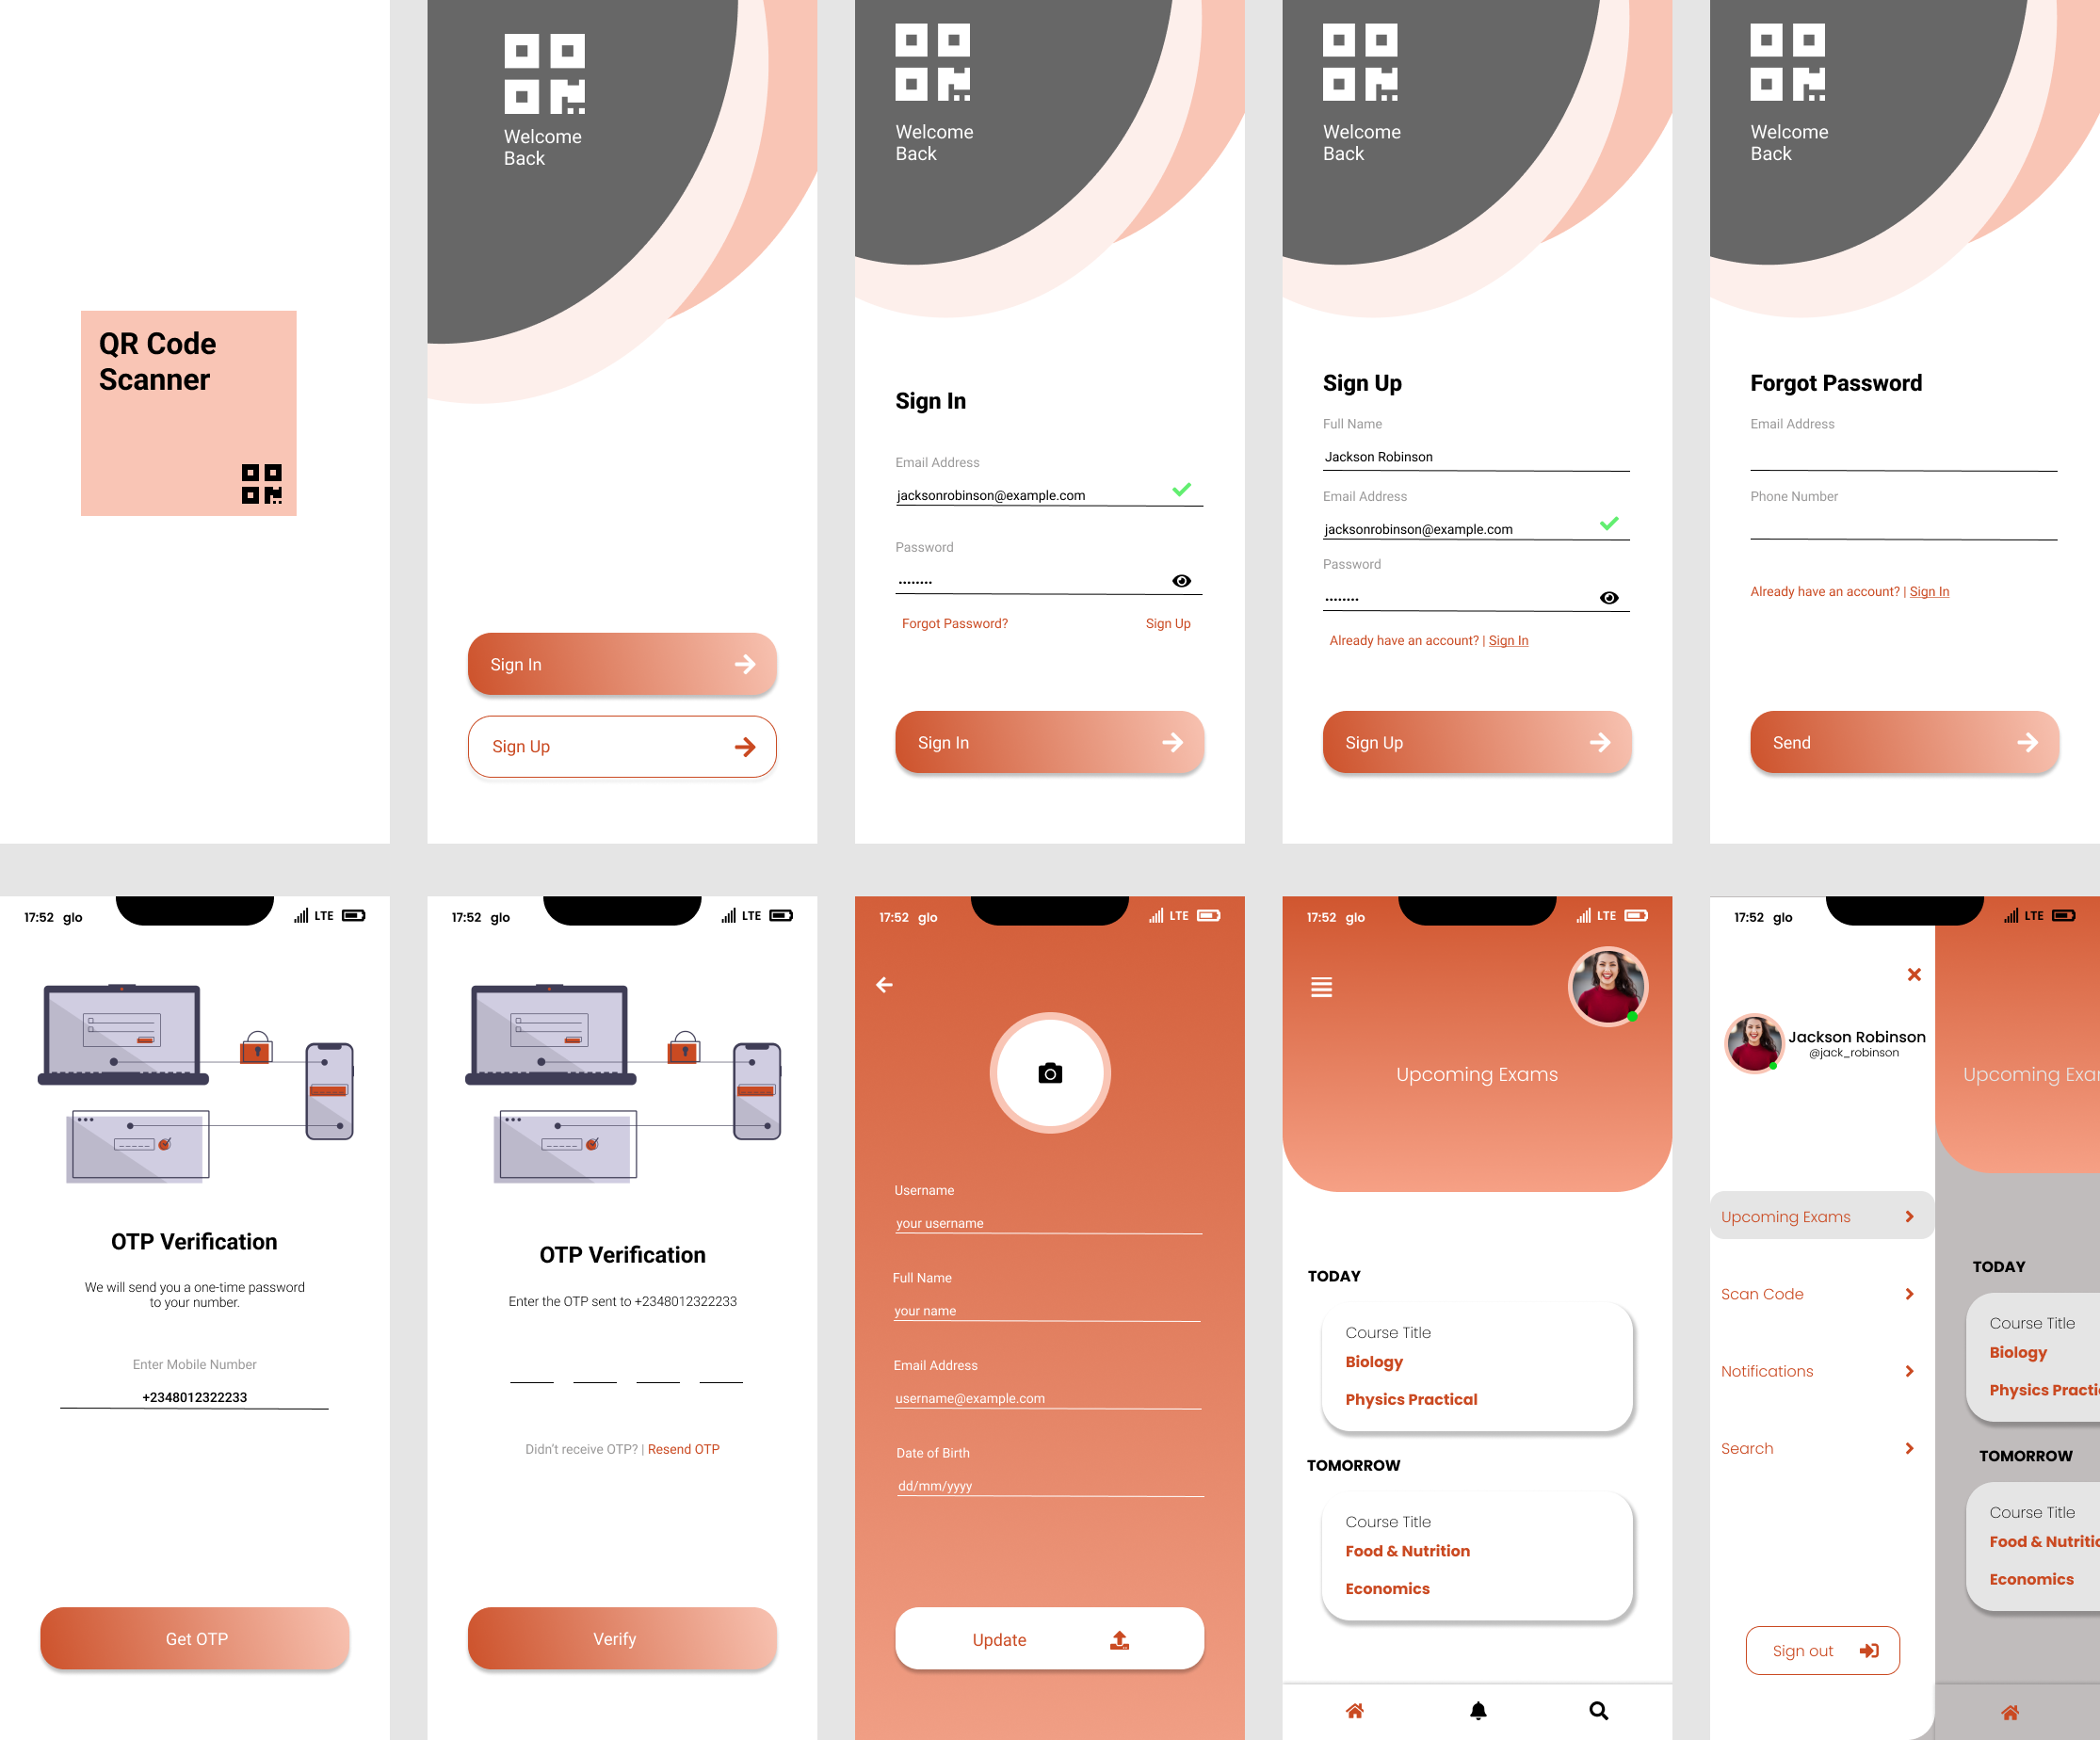 QR Code
Scanner
Welcome
Back
Sign In
Sign Up
Welcome
Back
Sign In
Email Address
jacksonrobinson@example.com
Password
Forgot Password?
Sign Up
Sign In
Welcome
Back
Sign Up
Full Name
Jackson Robinson
Email Address
jacksonrobinson@example.com
Password
Already have an account? | Sign In
Sign Up
Welcome
Back
Forgot Password
Email Address
Phone Number
Already have an account? | Sign In
Send
17:52 glo LTE
OTP Verification
We will send you a one-time password
to your number.
Enter Mobile Number
+2348012322233
Get OTP
17:52 glo LTE
OTP Verification
Enter the OTP sent to +2348012322233
Didn't receive OTP? | Resend OTP
Verify
17:52 glo LTE
Username
your username
Full Name
your name
Email Address
username@example.com
Date of Birth
dd/mm/yyyy
Update
17:52 glo LTE
Upcoming Exams
TODAY
Course Title
Biology
Physics Practical
TOMORROW
Course Title
Food & Nutrition
Economics
17:52 glo LTE
Jackson Robinson
@jack_robinson
Upcoming Exams
Scan Code
Notifications
Search
Sign out
Upcoming Exar
TODAY
Course Title
Biology
Physics Practi
TOMORROW
Course Title
Food & Nutritio
Economics